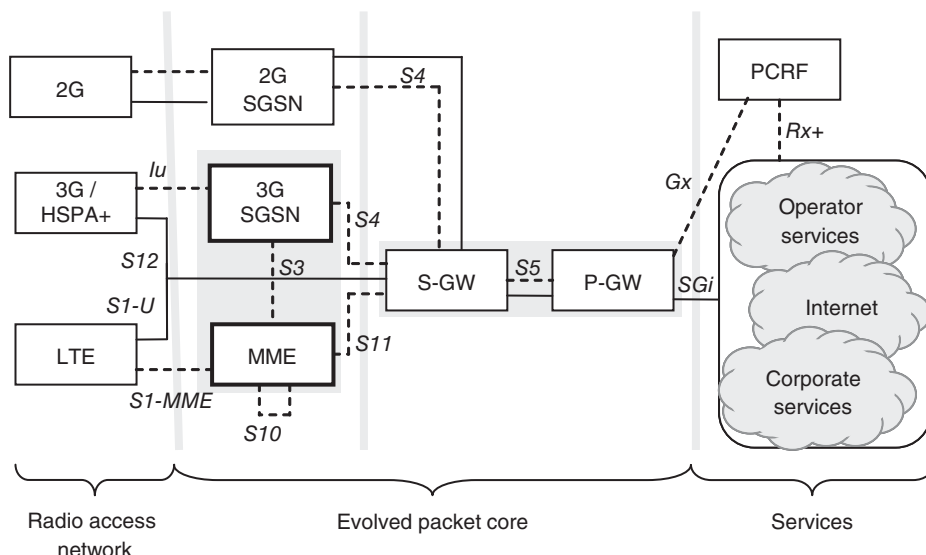 2G
2G
SGSN
S4
PCRF
Rx+
Iu
3G /
HSPA+
3G
SGSN
S4
Gx
Operator
services
S12
S3
S-GW
S5
P-GW
SGi
S1-U
Internet
LTE
MME
S11
S1-MME
S10
Corporate
services
Radio access
network
Evolved packet core
Services